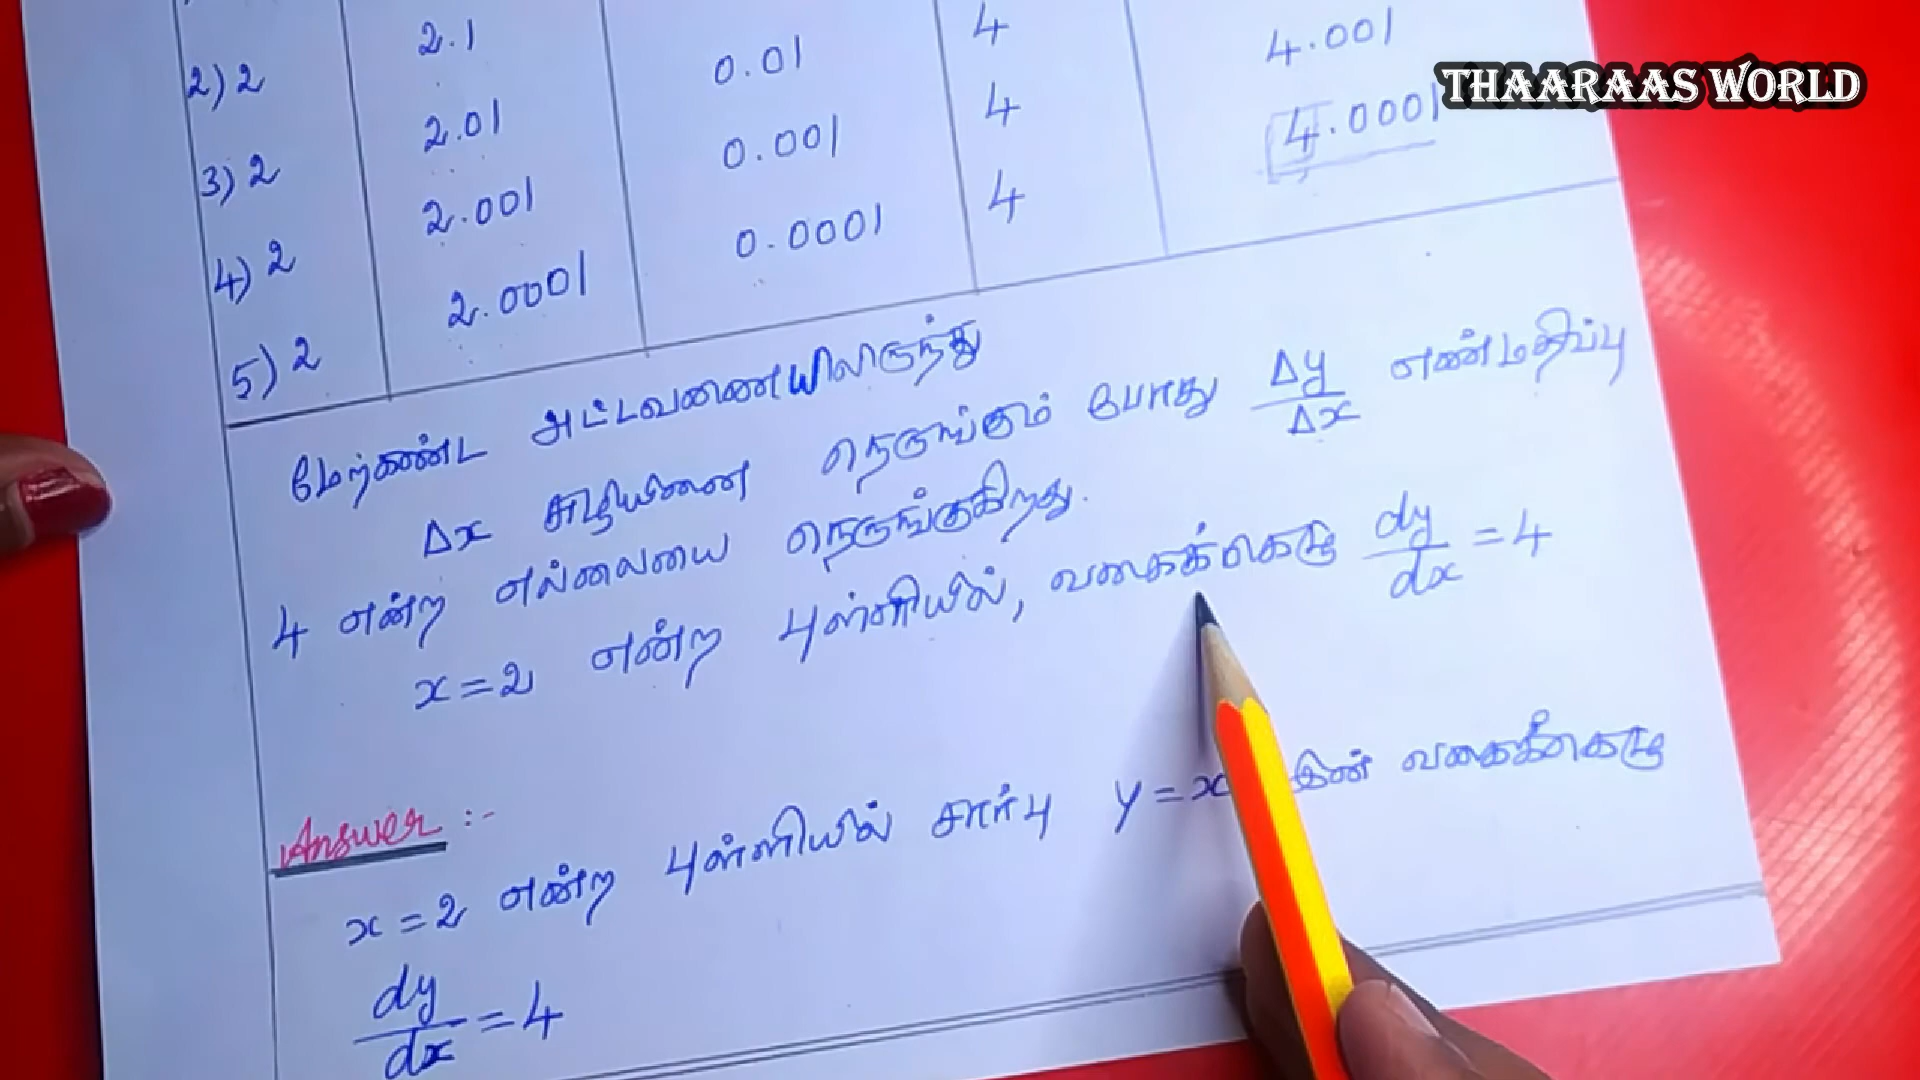 THAARAAS WORLD
2) 2 2.1 0.01 4 4.001
3) 2 2.01 0.001 4 4.0001
4) 2 2.001 0.0001 4
5) 2 2.0001
மேற்கண்ட அட்டவணையிலிருந்து
Δx சுழியினை நெருங்கும் போது Δy/Δx எண்மதிப்பு
4 என்ற எல்லையை நெருங்குகிறது.
x = 2 என்ற புள்ளியில், வகைக்கெழு dy/dx = 4
Answer :-
x = 2 என்ற புள்ளியில் சார்பு y = x இன் வகைக்கெழு
dy/dx = 4